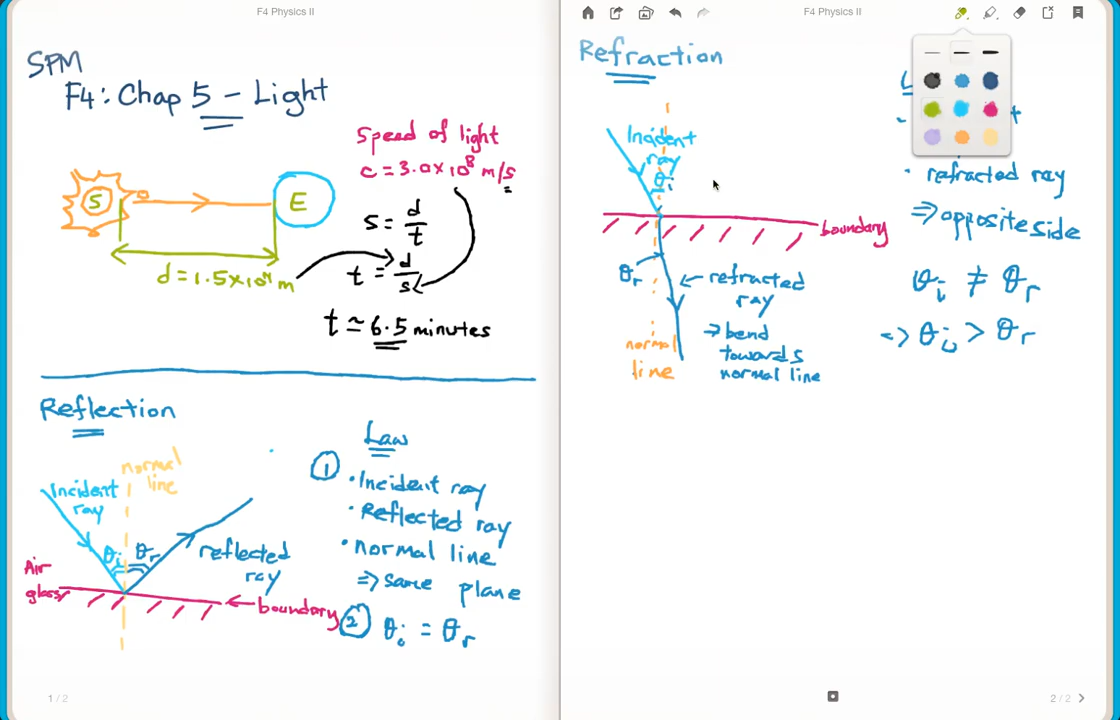 F4 Physics II
SPM
F4: Chap 5 - Light
Speed of light
c = 3.0 x 10⁸ m/s
S
E
s = d/t
t = d/s
d = 1.5 x 10¹¹ m
t ≈ 6.5 minutes
Reflection
normal
line
Incident
ray
θi θr
reflected
ray
Air
glass
boundary
Law
① • Incident ray
• Reflected ray
• normal line
⇒ same plane
② θi = θr
1 / 2
F4 Physics II
Refraction
Incident
ray
θi
boundary
θr
refracted
ray
→ bend
towards
normal line
normal
line
• refracted ray
⇒ opposite side
θi ≠ θr
⇒ θi > θr
2 / 2